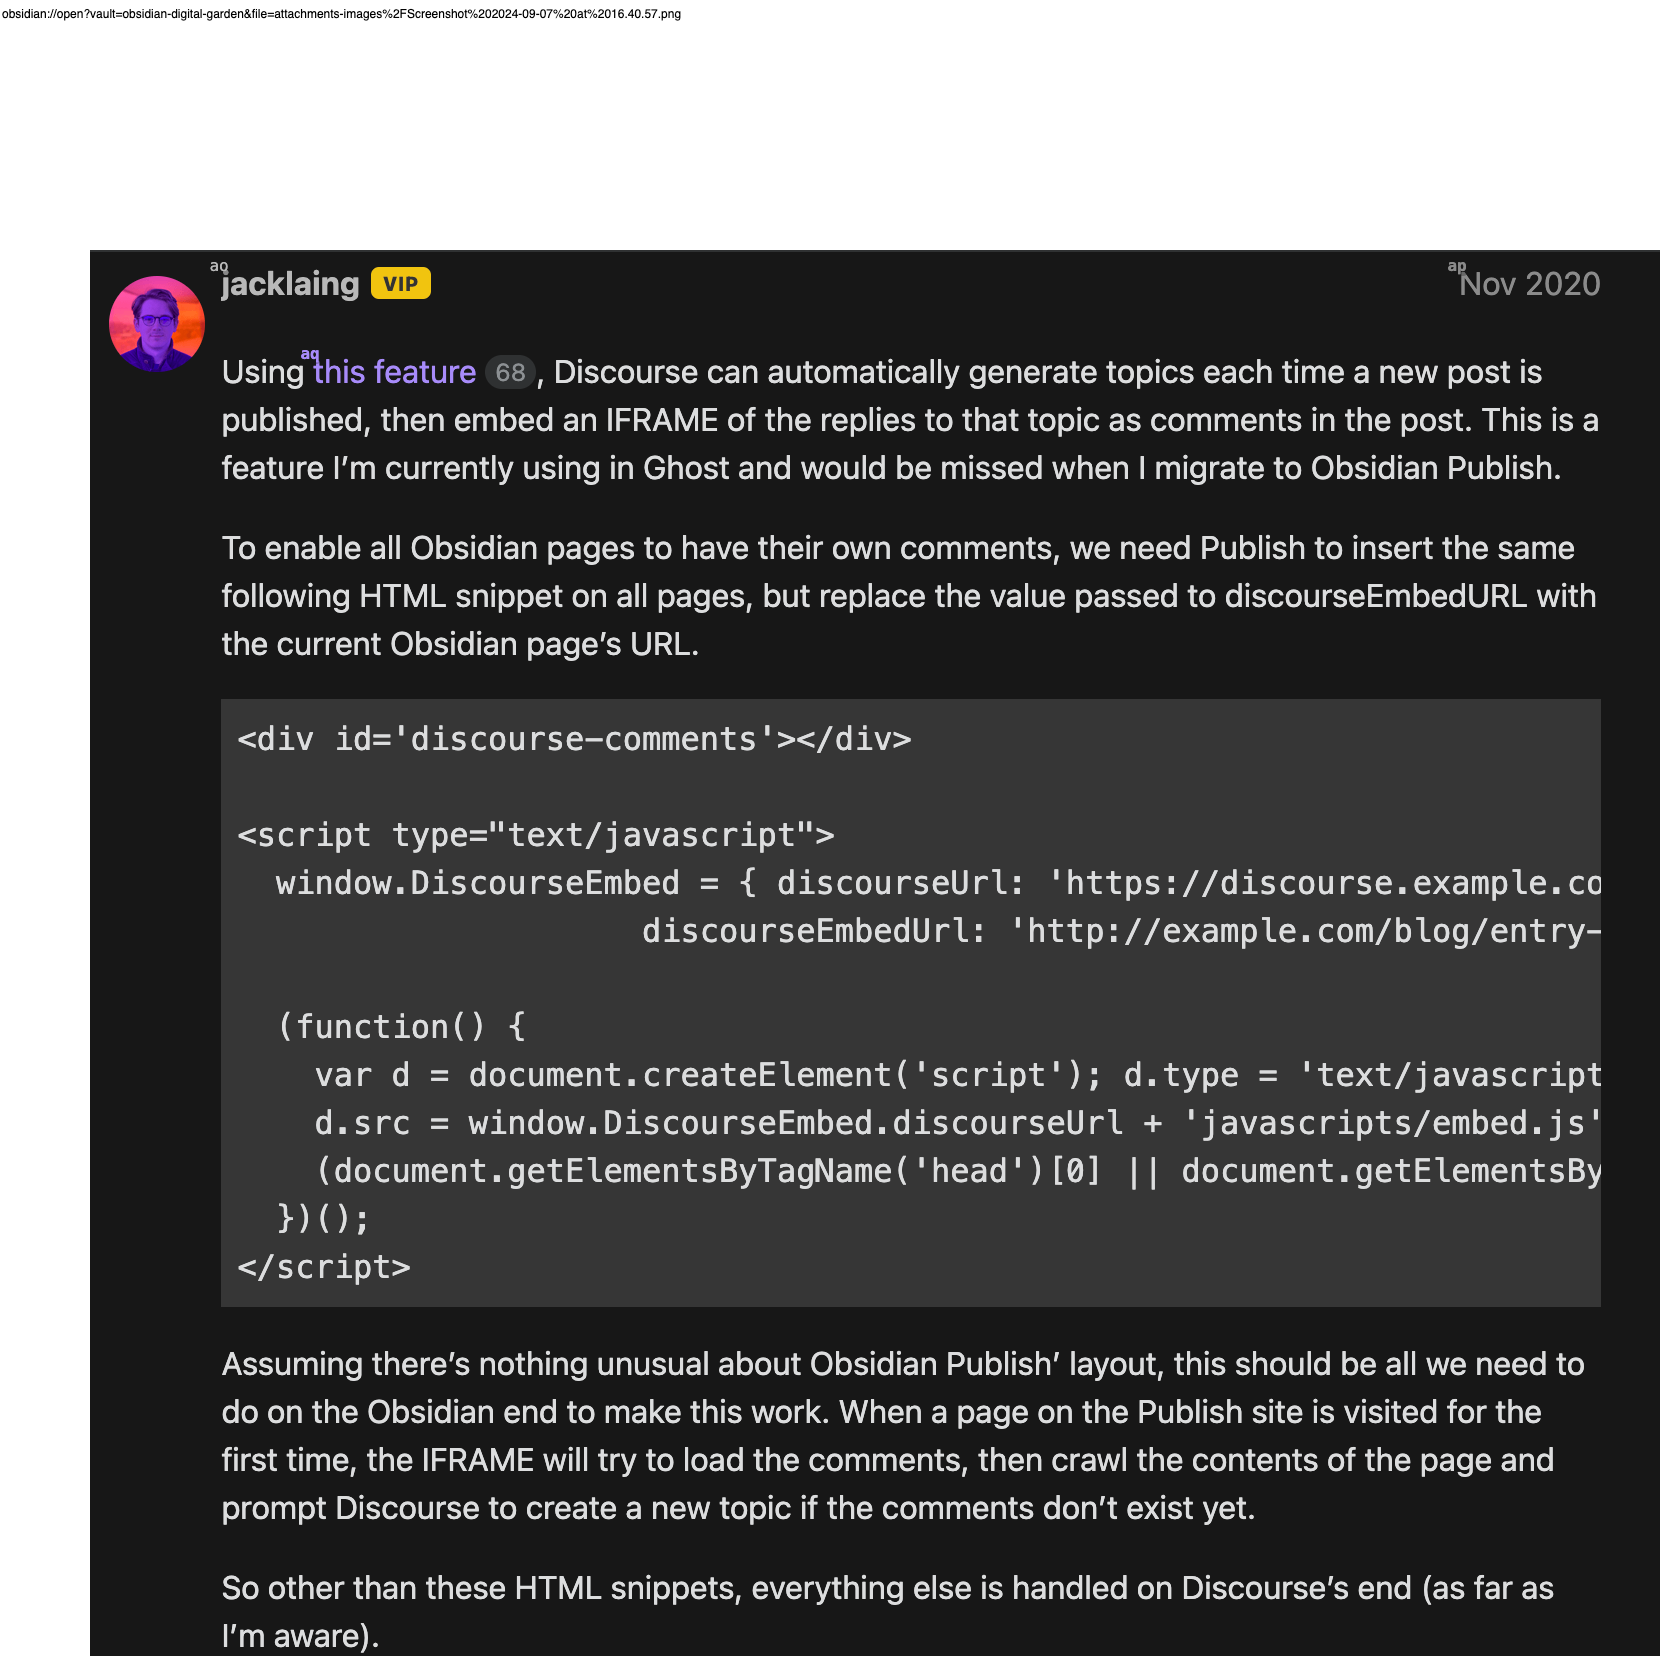 obsidian://open?vault=obsidian-digital-garden&file=attachments-images%2FScreenshot%202024-09-07%20at%2016.40.57.png
ao
jacklaing VIP
ap
Nov 2020
aq
Using this feature 68, Discourse can automatically generate topics each time a new post is
published, then embed an IFRAME of the replies to that topic as comments in the post. This is a
feature I’m currently using in Ghost and would be missed when I migrate to Obsidian Publish.
To enable all Obsidian pages to have their own comments, we need Publish to insert the same
following HTML snippet on all pages, but replace the value passed to discourseEmbedURL with
the current Obsidian page’s URL.
<div id='discourse-comments'></div>
<script type="text/javascript">
  window.DiscourseEmbed = { discourseUrl: 'https://discourse.example.co
                     discourseEmbedUrl: 'http://example.com/blog/entry-
  (function() {
    var d = document.createElement('script'); d.type = 'text/javascript
    d.src = window.DiscourseEmbed.discourseUrl + 'javascripts/embed.js'
    (document.getElementsByTagName('head')[0] || document.getElementsBy
  })();
</script>
Assuming there’s nothing unusual about Obsidian Publish’ layout, this should be all we need to
do on the Obsidian end to make this work. When a page on the Publish site is visited for the
first time, the IFRAME will try to load the comments, then crawl the contents of the page and
prompt Discourse to create a new topic if the comments don’t exist yet.
So other than these HTML snippets, everything else is handled on Discourse’s end (as far as
I’m aware).